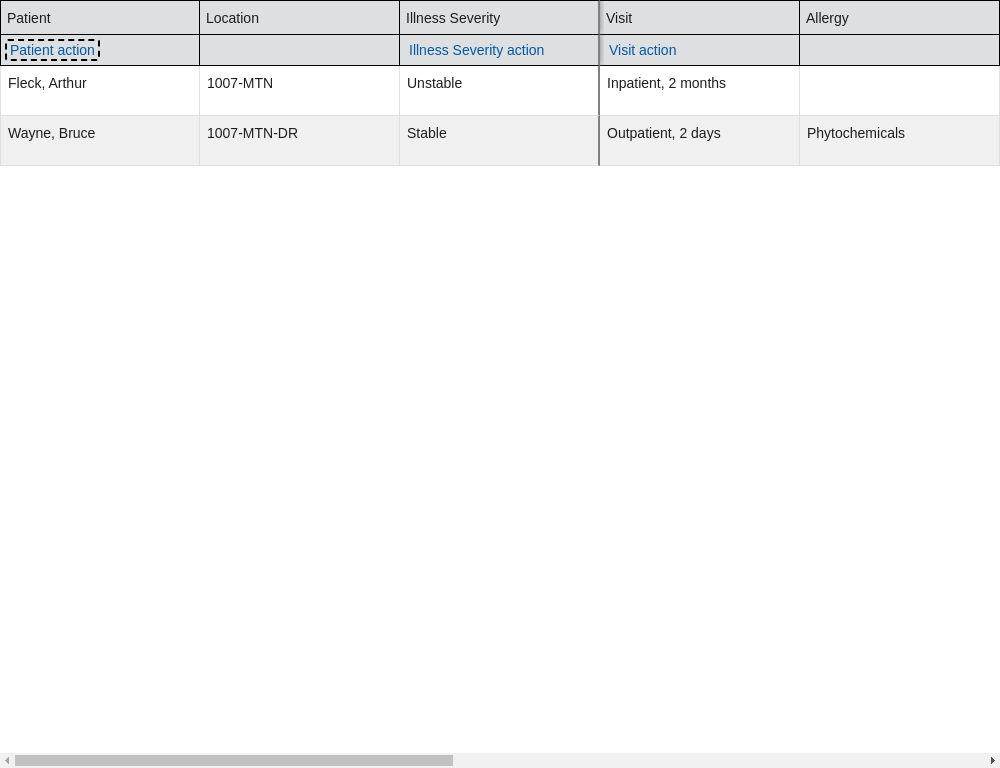 Patient Location Illness Severity Visit Allergy
Patient action Illness Severity action Visit action
Fleck, Arthur 1007-MTN Unstable Inpatient, 2 months
Wayne, Bruce 1007-MTN-DR Stable Outpatient, 2 days Phytochemicals